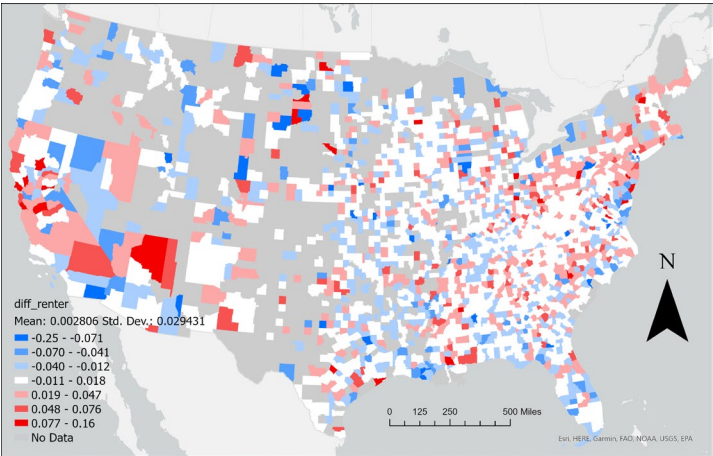 N
diff_renter
Mean: 0.002806 Std. Dev.: 0.029431
-0.25 - -0.071
-0.070 - -0.041
-0.040 - -0.012
-0.011 - 0.018
0.019 - 0.047
0.048 - 0.076
0.077 - 0.16
No Data
0 125 250 500 Miles
Esri, HERE, Garmin, FAO, NOAA, USGS, EPA